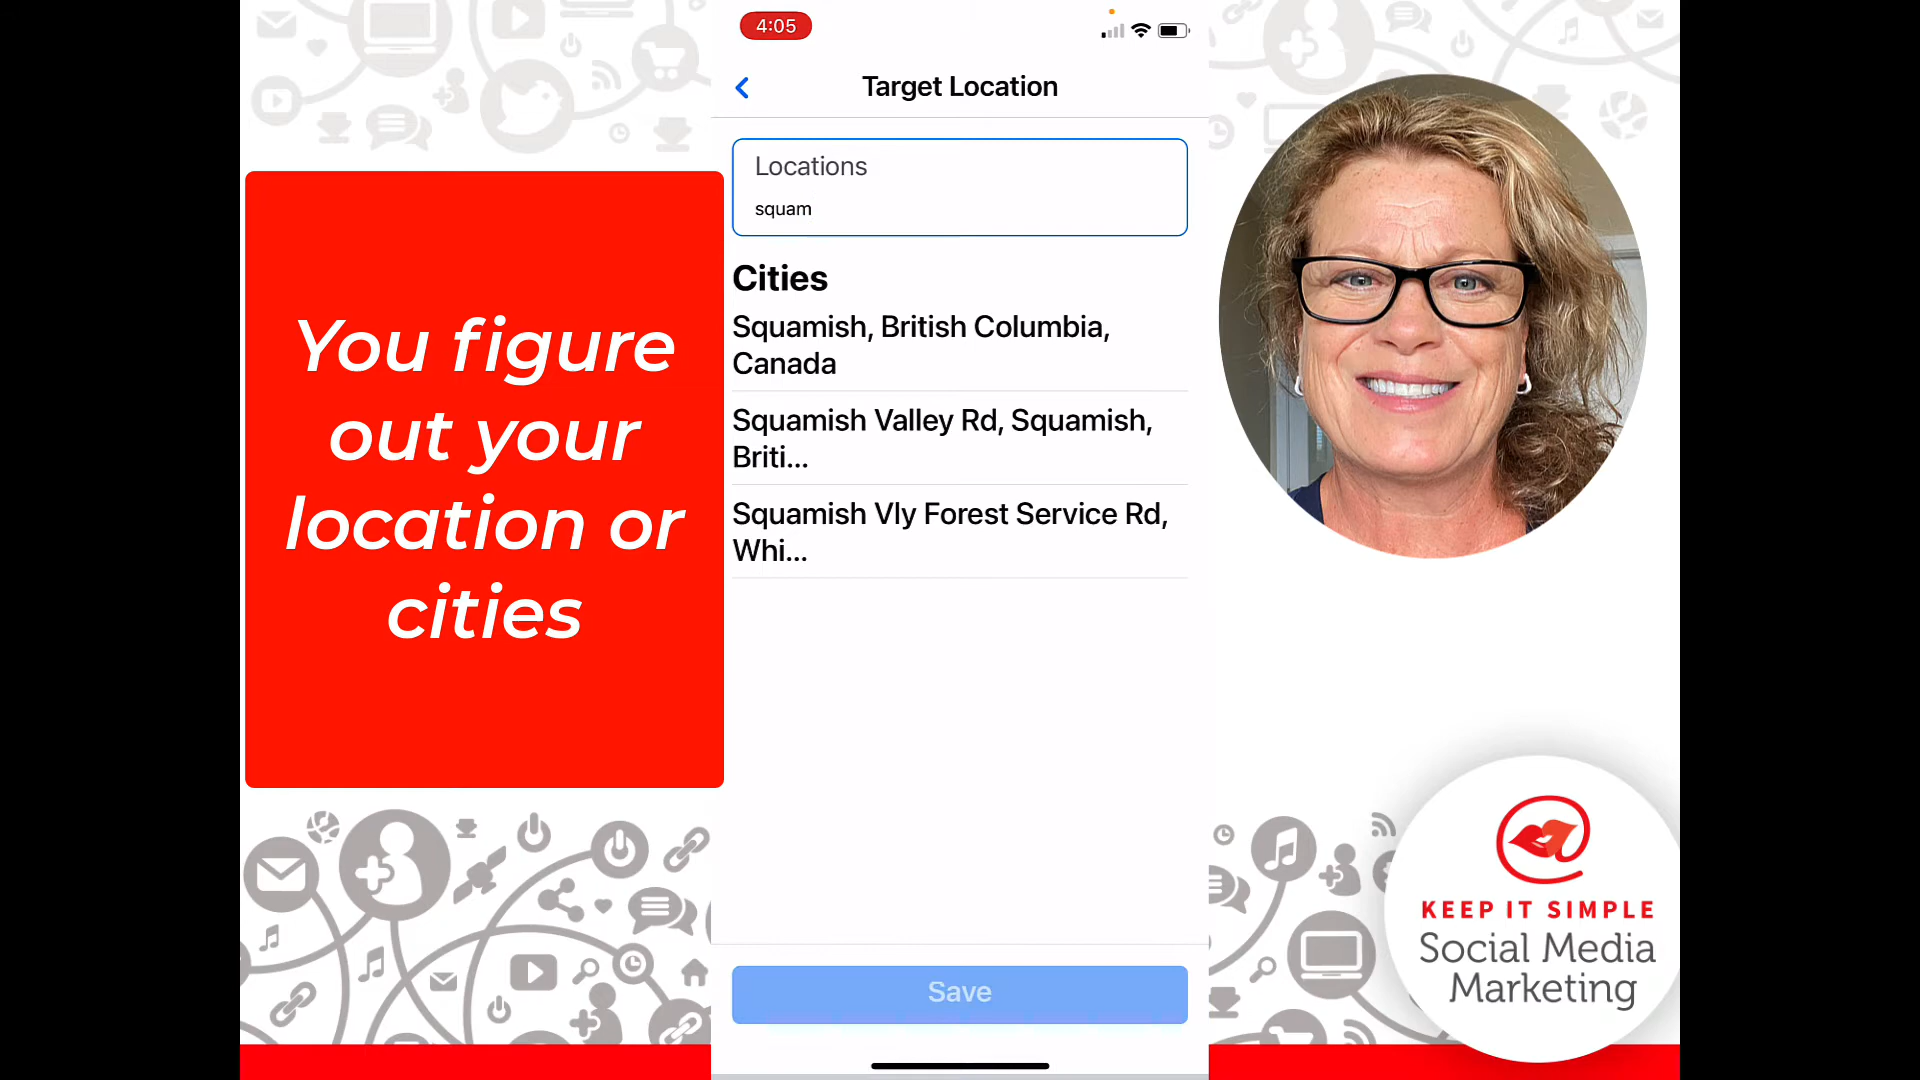 4:05
Target Location
Locations
squam
Cities
Squamish, British Columbia,
Canada
Squamish Valley Rd, Squamish,
Briti...
Squamish Vly Forest Service Rd,
Whi...
Save
You figure
out your
location or
cities
KEEP IT SIMPLE
Social Media
Marketing